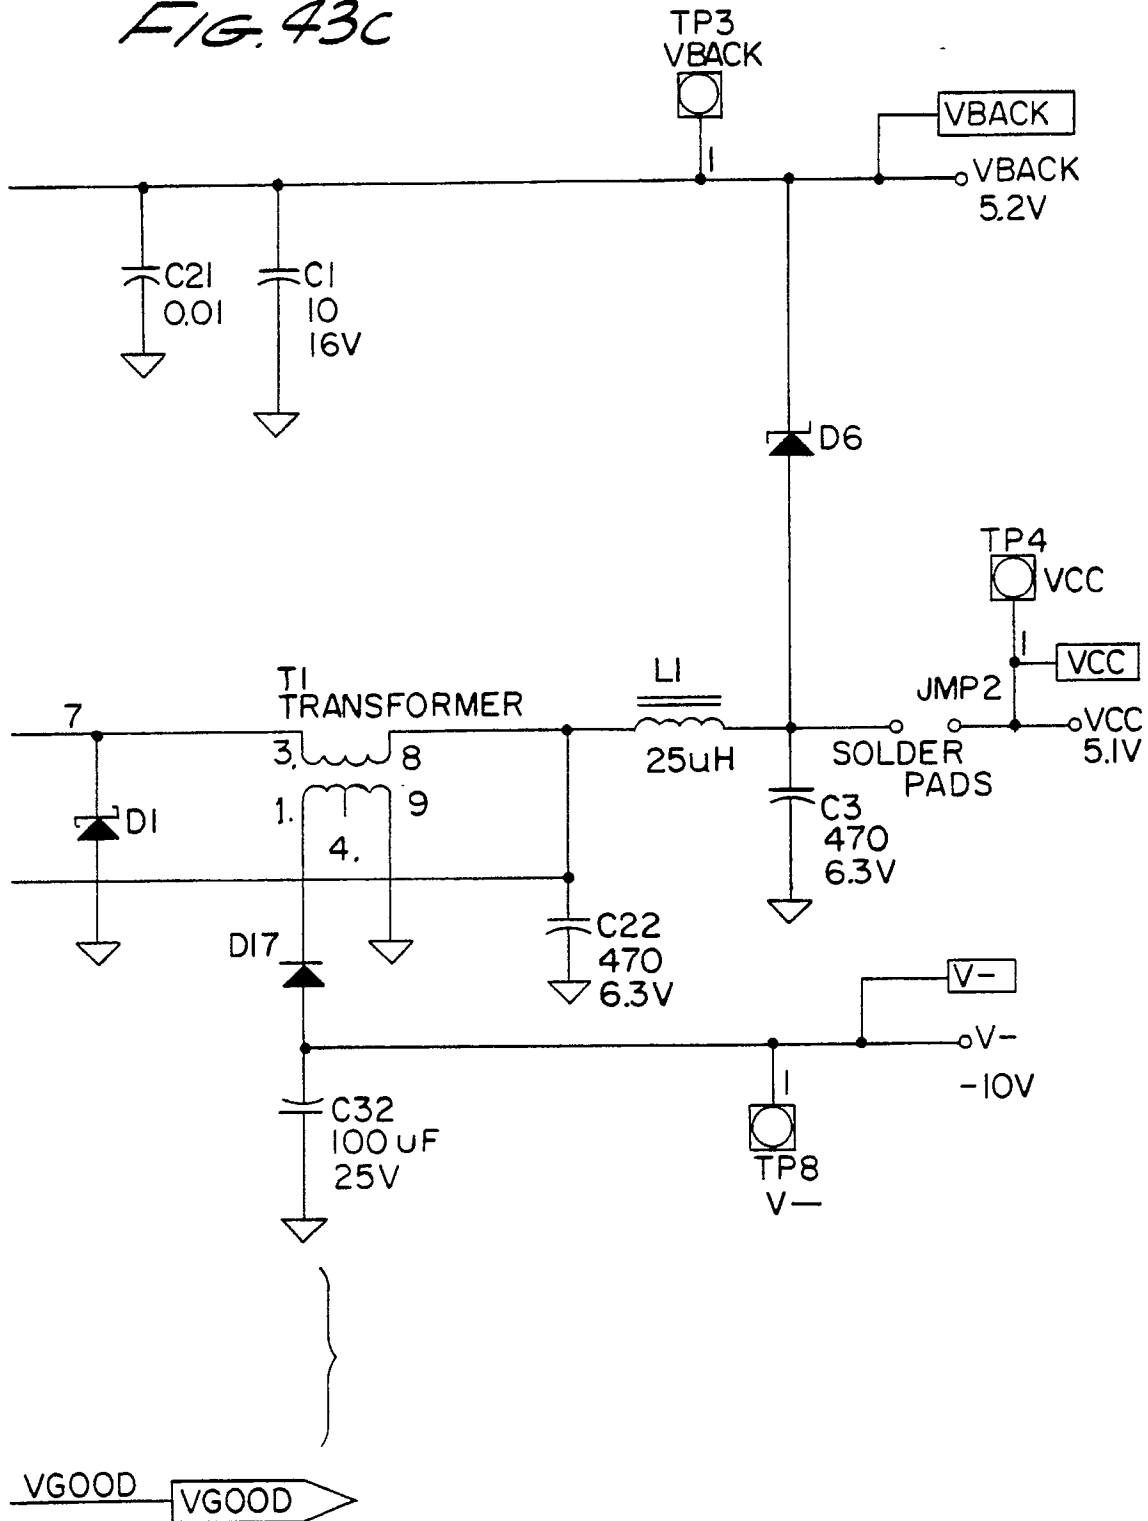 FIG. 43c
TP3
VBACK
VBACK
1
VBACK
5.2V
C21
0.01
C1
10
16V
D6
TP4
VCC
1
VCC
T1
TRANSFORMER
L1
JMP2
7
3.
8
25uH
SOLDER
PADS
VCC
5.1V
1.
9
D1
4.
C3
470
6.3V
D17
C22
470
6.3V
V-
V-
-10V
1
C32
100uF
25V
TP8
V-
VGOOD
VGOOD